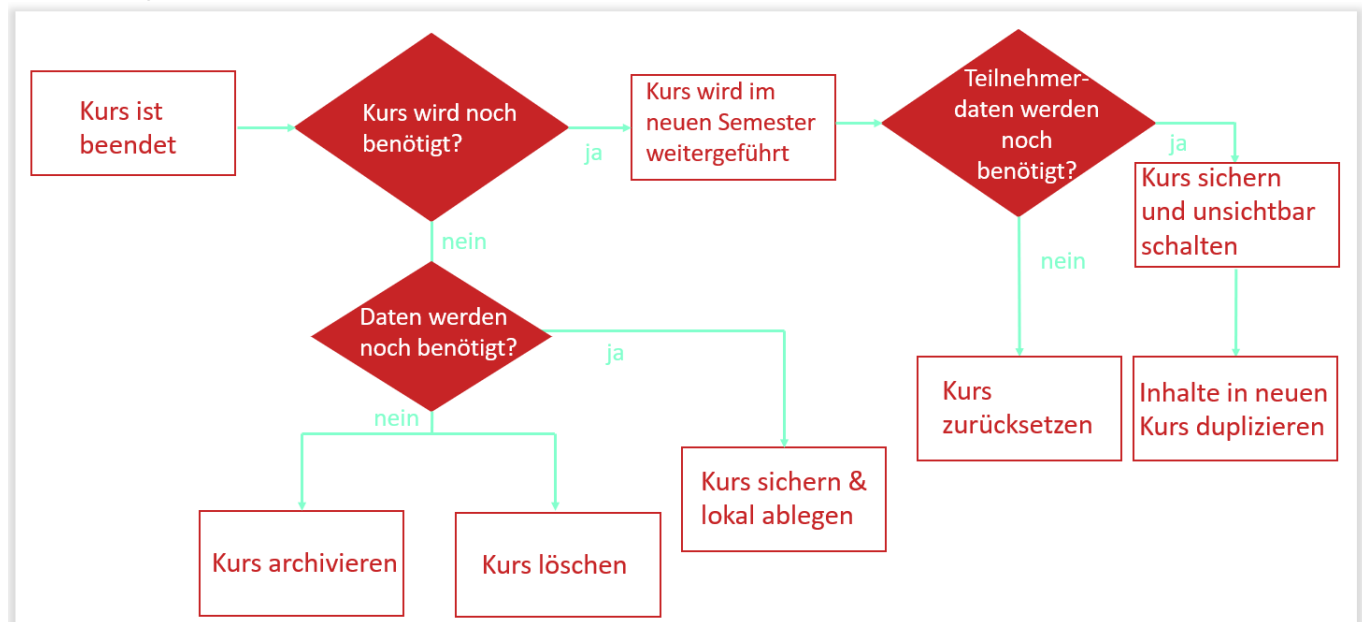 Kurs ist
beendet
Kurs wird noch
benötigt?
ja
Kurs wird im
neuen Semester
weitergeführt
Teilnehmer-
daten werden
noch
benötigt?
ja
Kurs sichern
und unsichtbar
schalten
nein
nein
Daten werden
noch benötigt?
ja
nein
Kurs
zurücksetzen
Inhalte in neuen
Kurs duplizieren
Kurs sichern &
lokal ablegen
Kurs archivieren
Kurs löschen